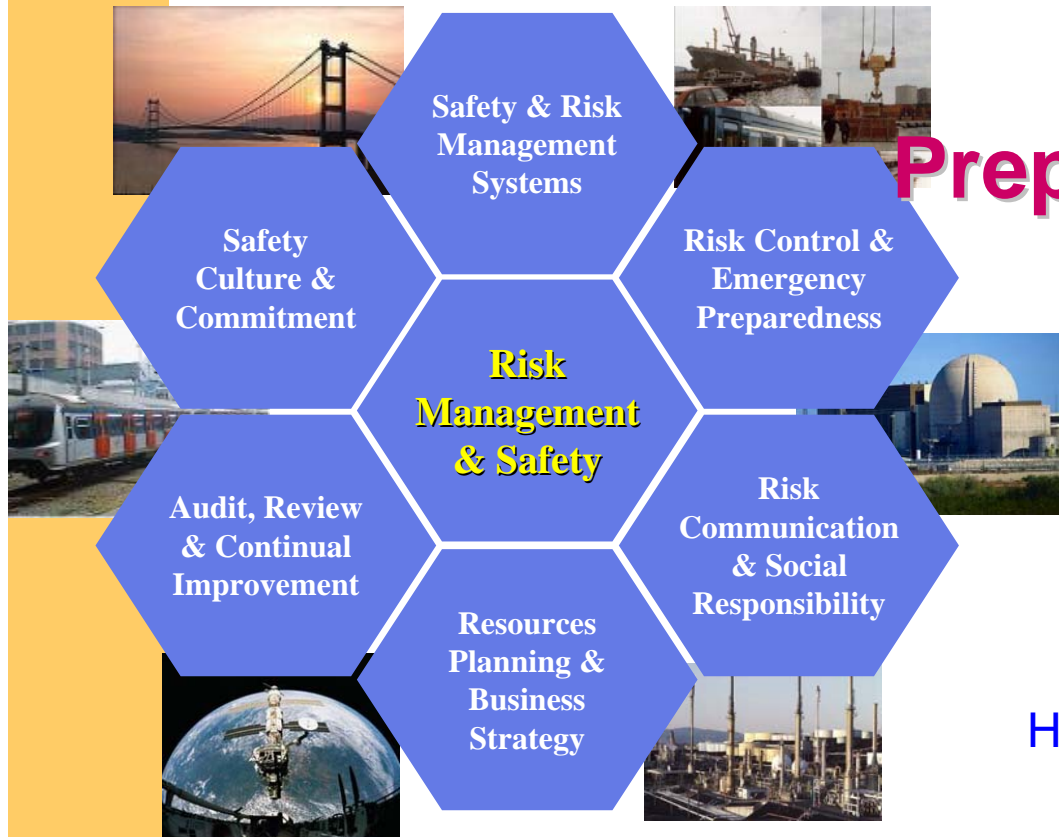 Safety & Risk
Management
Systems
Prep
Safety
Culture &
Commitment
Risk Control &
Emergency
Preparedness
Risk
Management
& Safety
Audit, Review
& Continual
Improvement
Risk
Communication
& Social
Responsibility
Resources
Planning &
Business
Strategy
H